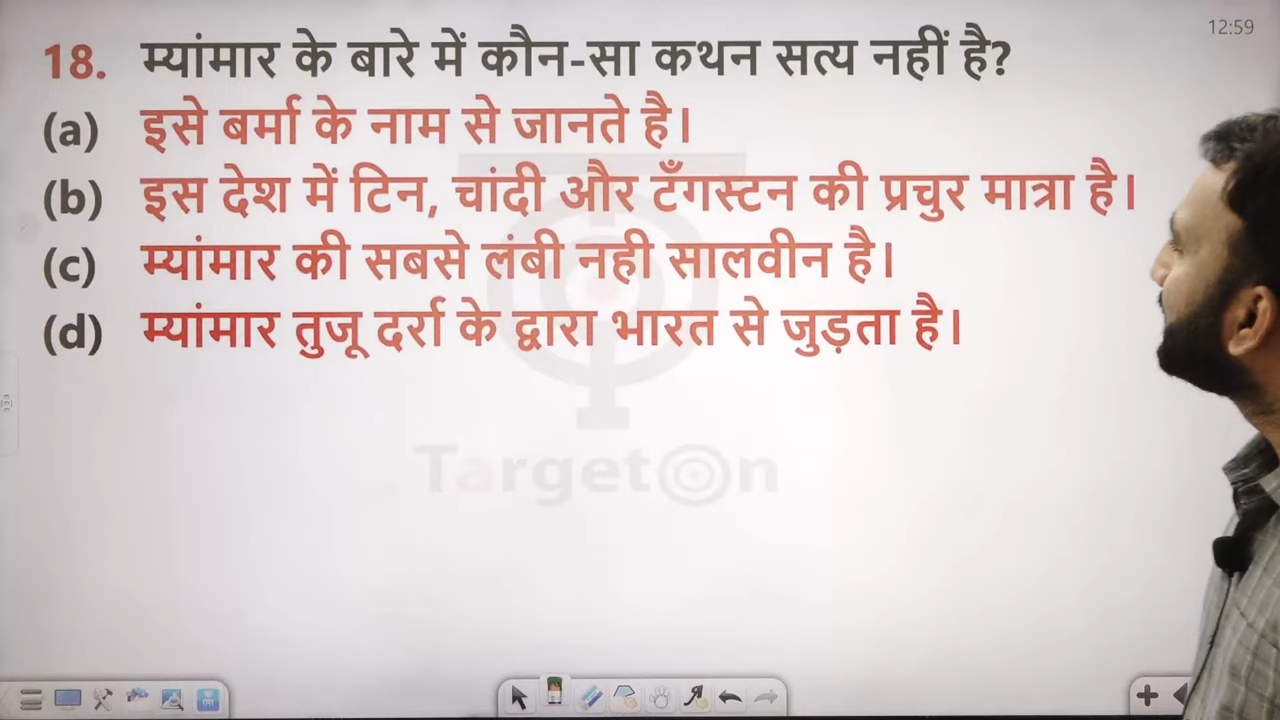 12:59
18. म्यांमार के बारे में कौन-सा कथन सत्य नहीं है?
(a) इसे बर्मा के नाम से जानते है।
(b) इस देश में टिन, चांदी और टँगस्टन की प्रचुर मात्रा है।
(c) म्यांमार की सबसे लंबी नही सालवीन है।
(d) म्यांमार तुजू दर्रा के द्वारा भारत से जुड़ता है।
TargetOn